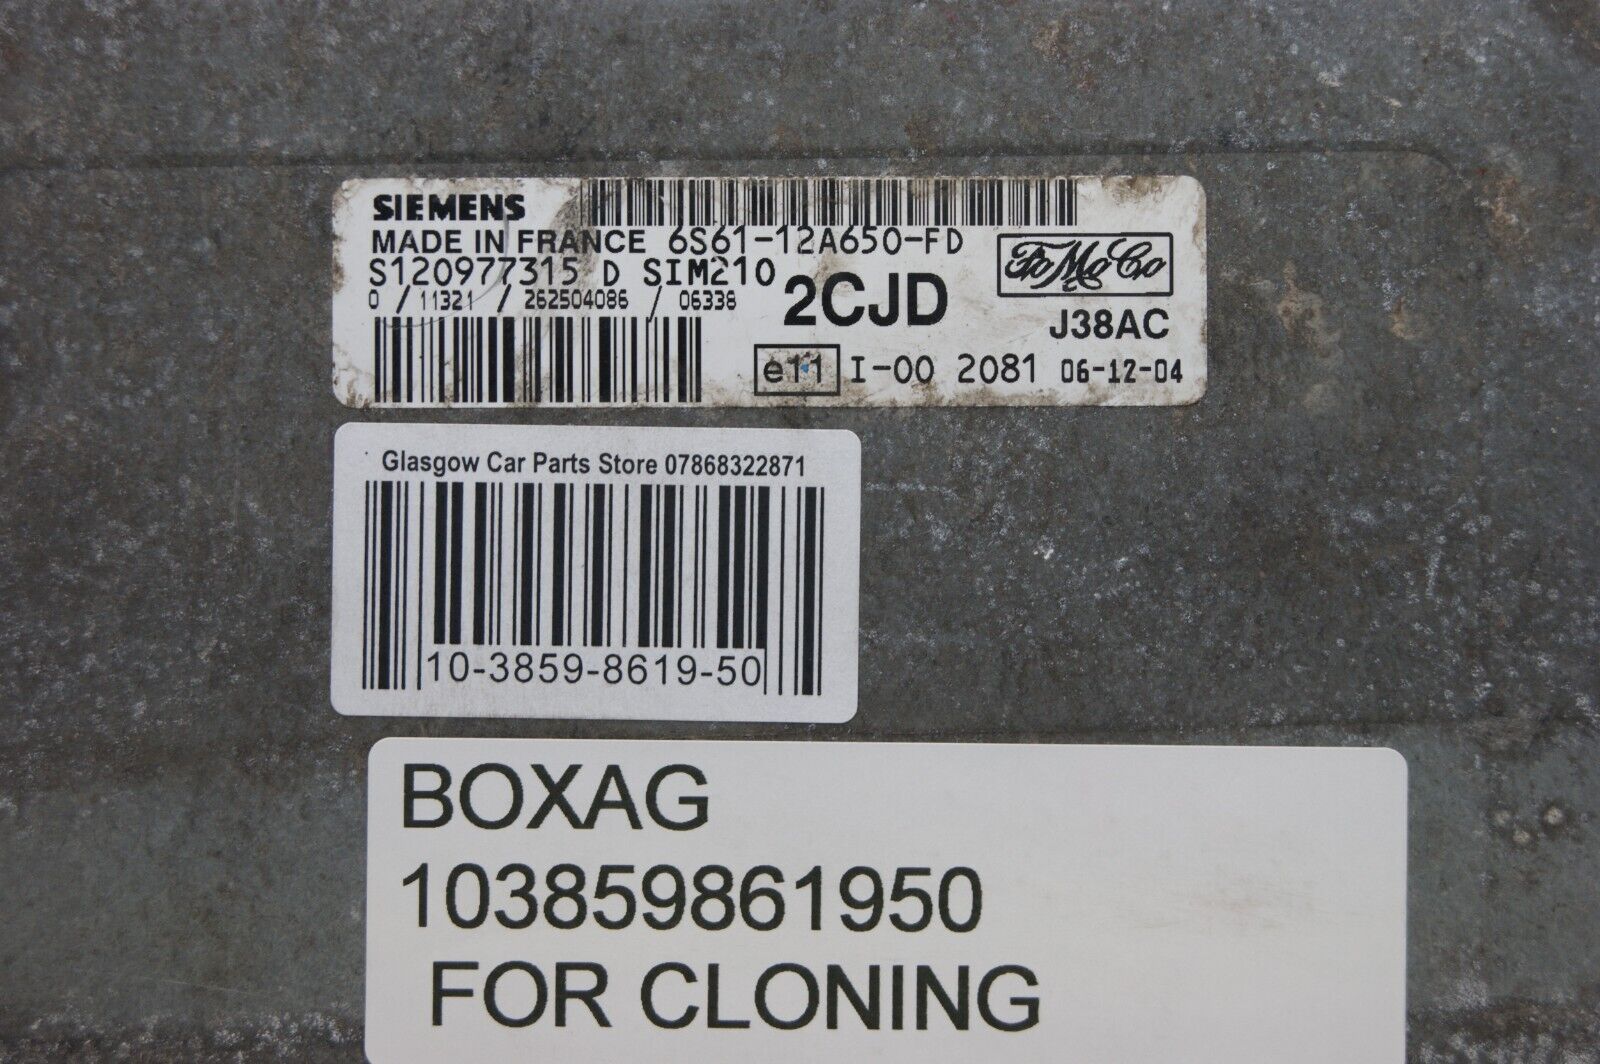 SIEMENS
MADE IN FRANCE 6S61-12A650-FD
S120977315 D SIM210
0 / 11321 / 262504086 / 06338
2CJD
FoMoCo
J38AC
e11 I-00 2081 06-12-04
Glasgow Car Parts Store 07868322871
10-3859-8619-50
BOXAG
103859861950
FOR CLONING